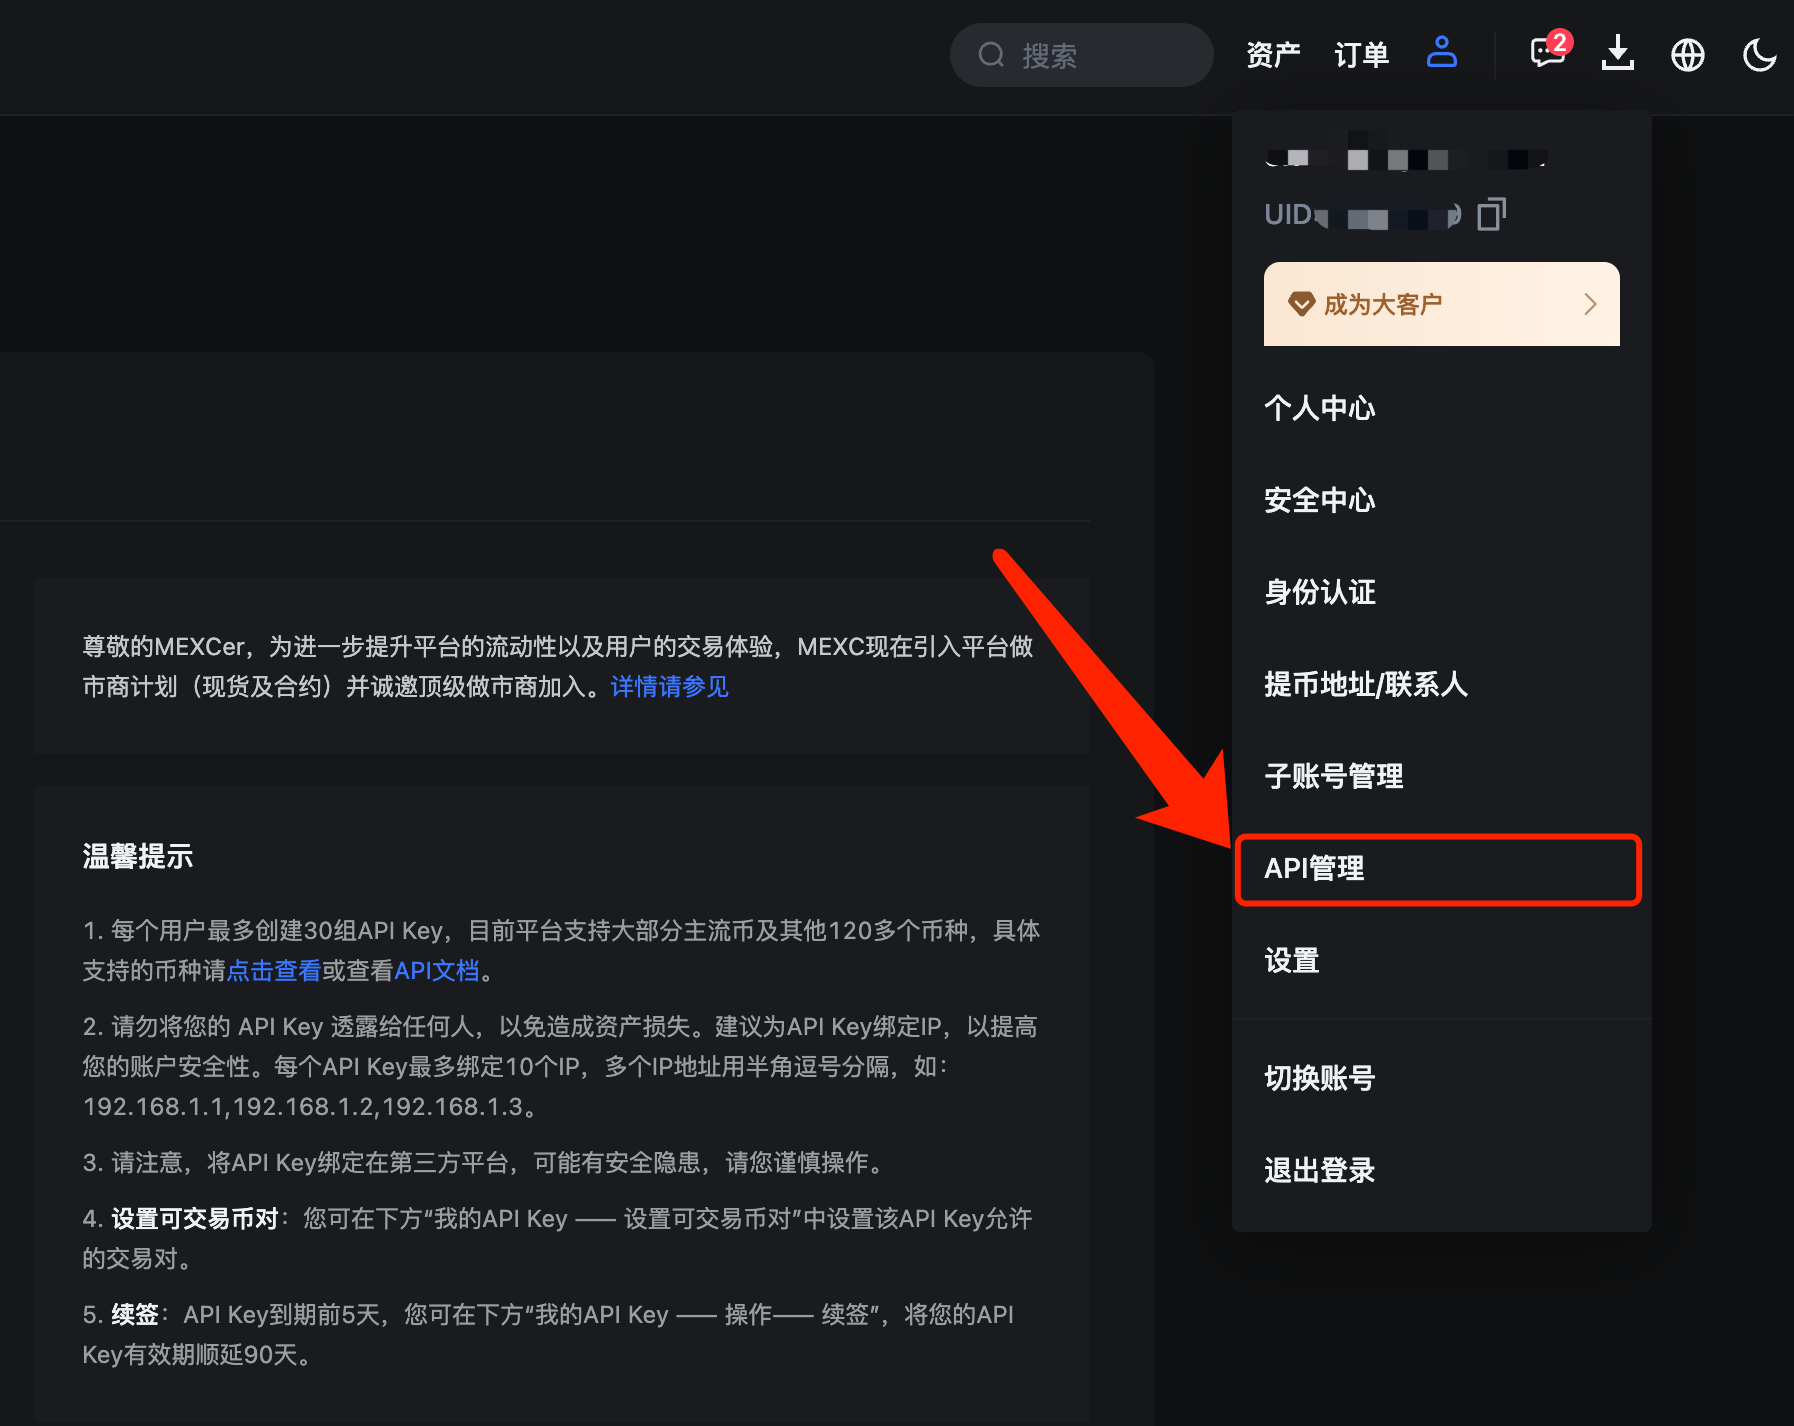 搜索
资产
订单
2
UID
成为大客户
个人中心
安全中心
身份认证
提币地址/联系人
子账号管理
API管理
设置
切换账号
退出登录
尊敬的MEXCer，为进一步提升平台的流动性以及用户的交易体验，MEXC现在引入平台做
市商计划（现货及合约）并诚邀顶级做市商加入。详情请参见
温馨提示
1. 每个用户最多创建30组API Key，目前平台支持大部分主流币及其他120多个币种，具体
支持的币种请点击查看或查看API文档。
2. 请勿将您的 API Key 透露给任何人，以免造成资产损失。建议为API Key绑定IP，以提高
您的账户安全性。每个API Key最多绑定10个IP，多个IP地址用半角逗号分隔，如：
192.168.1.1,192.168.1.2,192.168.1.3。
3. 请注意，将API Key绑定在第三方平台，可能有安全隐患，请您谨慎操作。
4. 设置可交易币对：您可在下方“我的API Key —— 设置可交易币对”中设置该API Key允许
的交易对。
5. 续签：API Key到期前5天，您可在下方“我的API Key —— 操作—— 续签”，将您的API
Key有效期顺延90天。